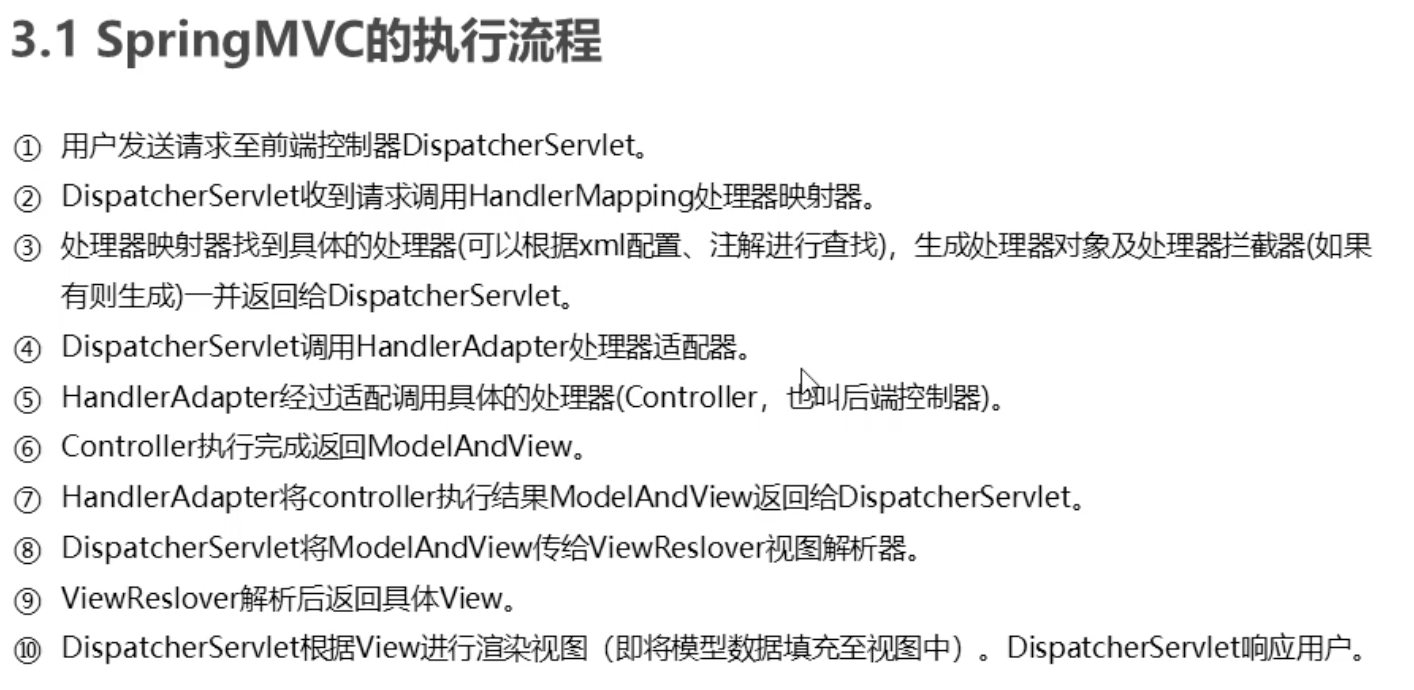 3.1 SpringMVC的执行流程
① 用户发送请求至前端控制器DispatcherServlet。
② DispatcherServlet收到请求调用HandlerMapping处理器映射器。
③ 处理器映射器找到具体的处理器(可以根据xml配置、注解进行查找)，生成处理器对象及处理器拦截器(如果
有则生成)一并返回给DispatcherServlet。
④ DispatcherServlet调用HandlerAdapter处理器适配器。
⑤ HandlerAdapter经过适配调用具体的处理器(Controller，也叫后端控制器)。
⑥ Controller执行完成返回ModelAndView。
⑦ HandlerAdapter将controller执行结果ModelAndView返回给DispatcherServlet。
⑧ DispatcherServlet将ModelAndView传给ViewReslover视图解析器。
⑨ ViewReslover解析后返回具体View。
⑩ DispatcherServlet根据View进行渲染视图（即将模型数据填充至视图中）。DispatcherServlet响应用户。